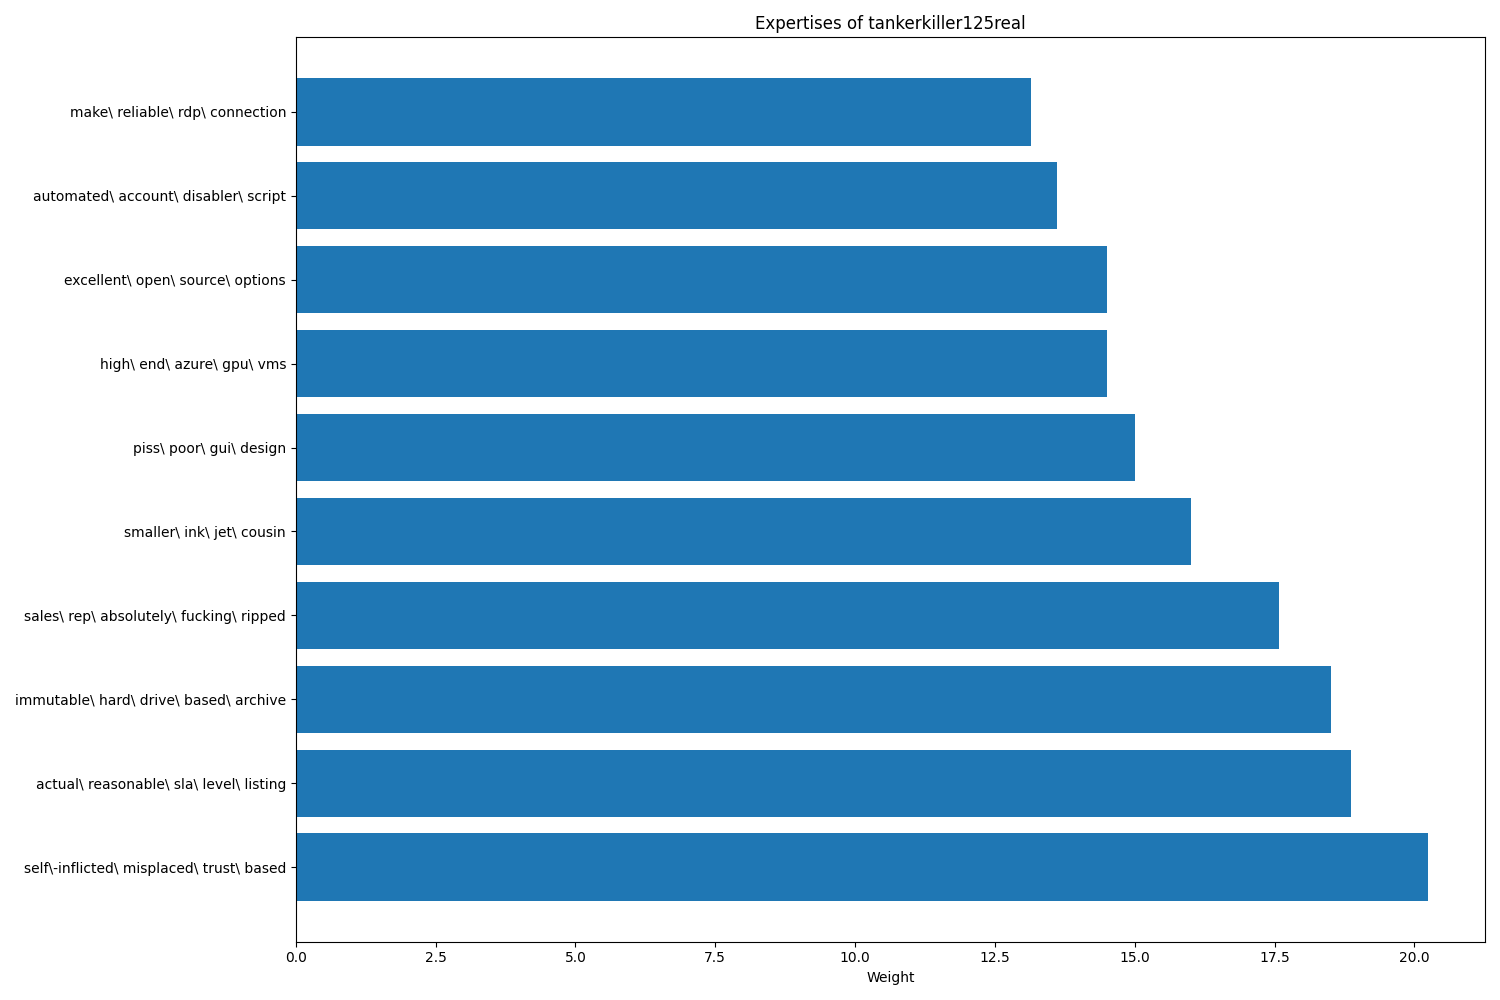 Expertises of tankerkiller125real
make\ reliable\ rdp\ connection
automated\ account\ disabler\ script
excellent\ open\ source\ options
high\ end\ azure\ gpu\ vms
piss\ poor\ gui\ design
smaller\ ink\ jet\ cousin
sales\ rep\ absolutely\ fucking\ ripped
immutable\ hard\ drive\ based\ archive
actual\ reasonable\ sla\ level\ listing
self\-inflicted\ misplaced\ trust\ based
0.0 2.5 5.0 7.5 10.0 12.5 15.0 17.5 20.0
Weight